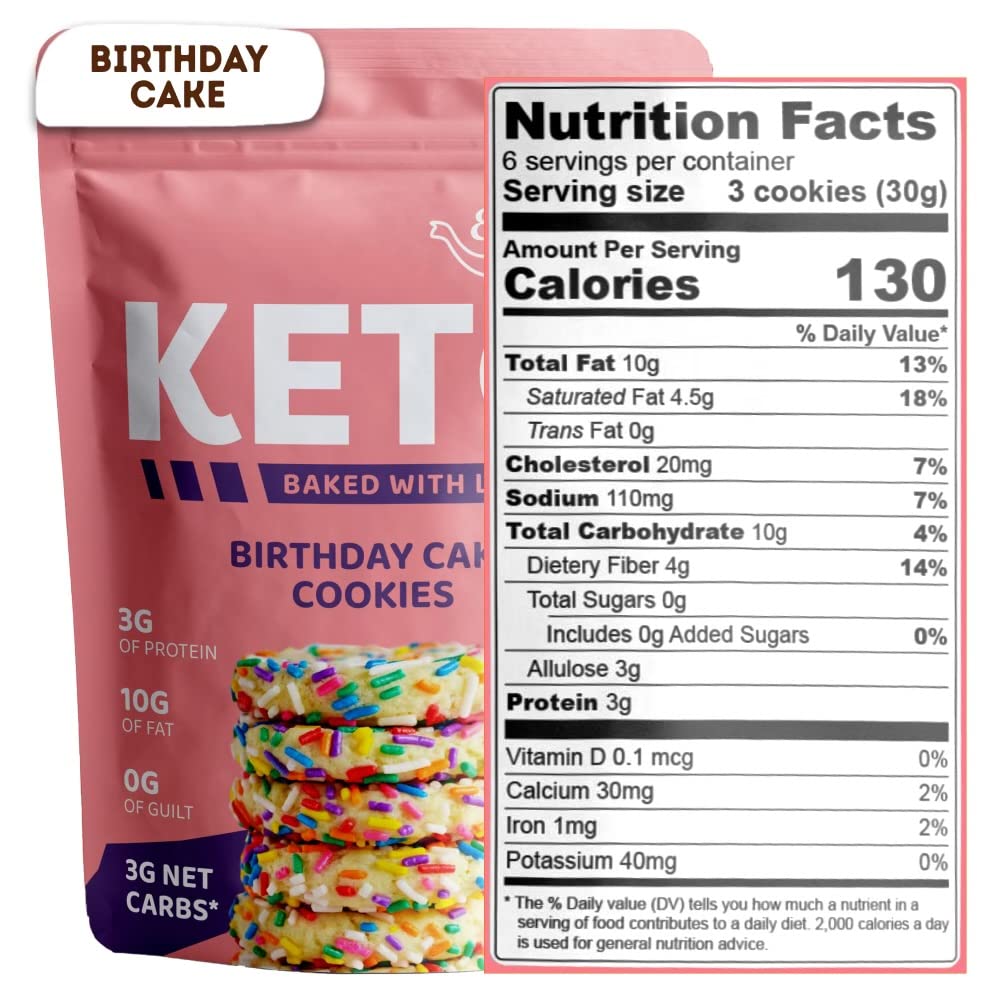 BIRTHDAY
CAKE
BAKED WITH
BIRTHDAY
COOKIES
3G
OF PROTEIN
10G
OF FAT
0G
OF GUILT
3G NET
CARBS*
Nutrition Facts
6 servings per container
Serving size 3 cookies (30g)
Amount Per Serving
Calories 130
% Daily Value*
Total Fat 10g 13%
Saturated Fat 4.5g 18%
Trans Fat 0g
Cholesterol 20mg 7%
Sodium 110mg 7%
Total Carbohydrate 10g 4%
Dietery Fiber 4g 14%
Total Sugars 0g
Includes 0g Added Sugars 0%
Allulose 3g
Protein 3g
Vitamin D 0.1 mcg 0%
Calcium 30mg 2%
Iron 1mg 2%
Potassium 40mg 0%
* The % Daily value (DV) tells you how much a nutrient in a
serving of food contributes to a daily diet. 2,000 calories a day
is used for general nutrition advice.